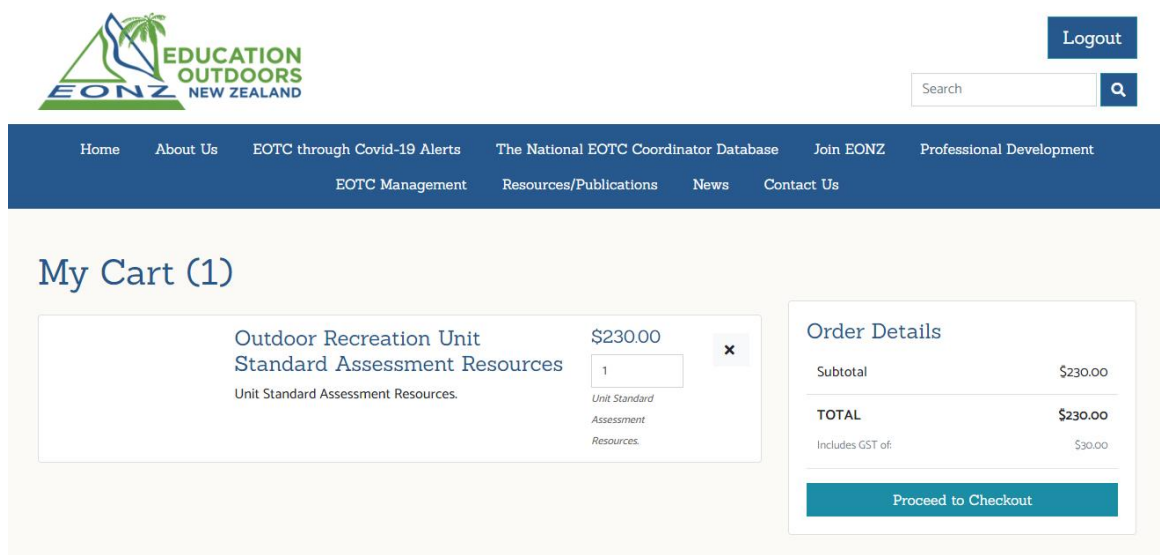 EDUCATION
OUTDOORS
NEW ZEALAND
EONZ
Logout
Search
Home About Us EOTC through Covid-19 Alerts The National EOTC Coordinator Database Join EONZ Professional Development
EOTC Management Resources/Publications News Contact Us
My Cart (1)
Outdoor Recreation Unit
Standard Assessment Resources
Unit Standard Assessment Resources.
$230.00
1
Unit Standard
Assessment
Resources.
×
Order Details
Subtotal $230.00
TOTAL $230.00
Includes GST of: $30.00
Proceed to Checkout